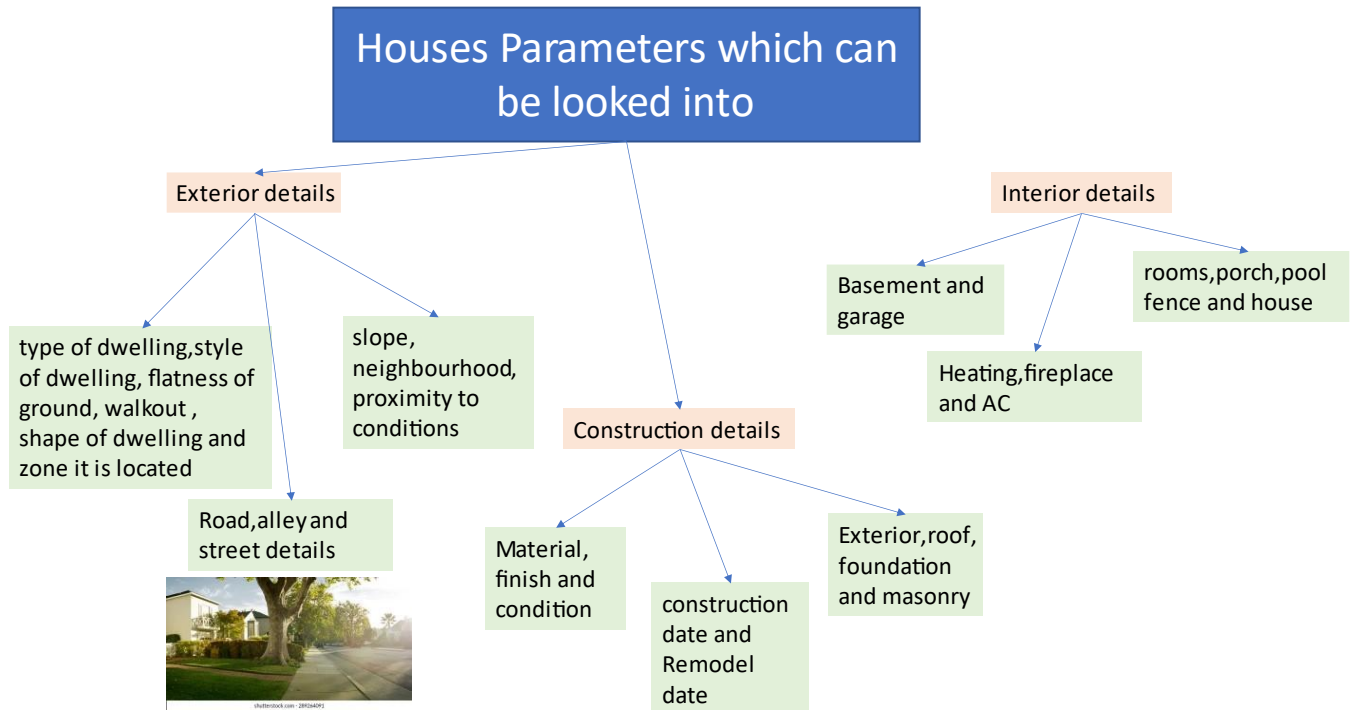 Houses Parameters which can
be looked into
Exterior details
Interior details
Basement and
garage
rooms,porch,pool
fence and house
Heating,fireplace
and AC
type of dwelling,style
of dwelling, flatness of
ground, walkout ,
shape of dwelling and
zone it is located
slope,
neighbourhood,
proximity to
conditions
Construction details
Road,alley and
street details
Material,
finish and
condition
construction
date and
Remodel
date
Exterior,roof,
foundation
and masonry
shutterstock.com · 289264091